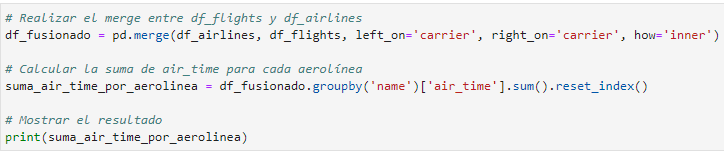 # Realizar el merge entre df_flights y df_airlines
df_fusionado = pd.merge(df_airlines, df_flights, left_on='carrier', right_on='carrier', how='inner')
# Calcular la suma de air_time para cada aerolínea
suma_air_time_por_aerolinea = df_fusionado.groupby('name')['air_time'].sum().reset_index()
# Mostrar el resultado
print(suma_air_time_por_aerolinea)